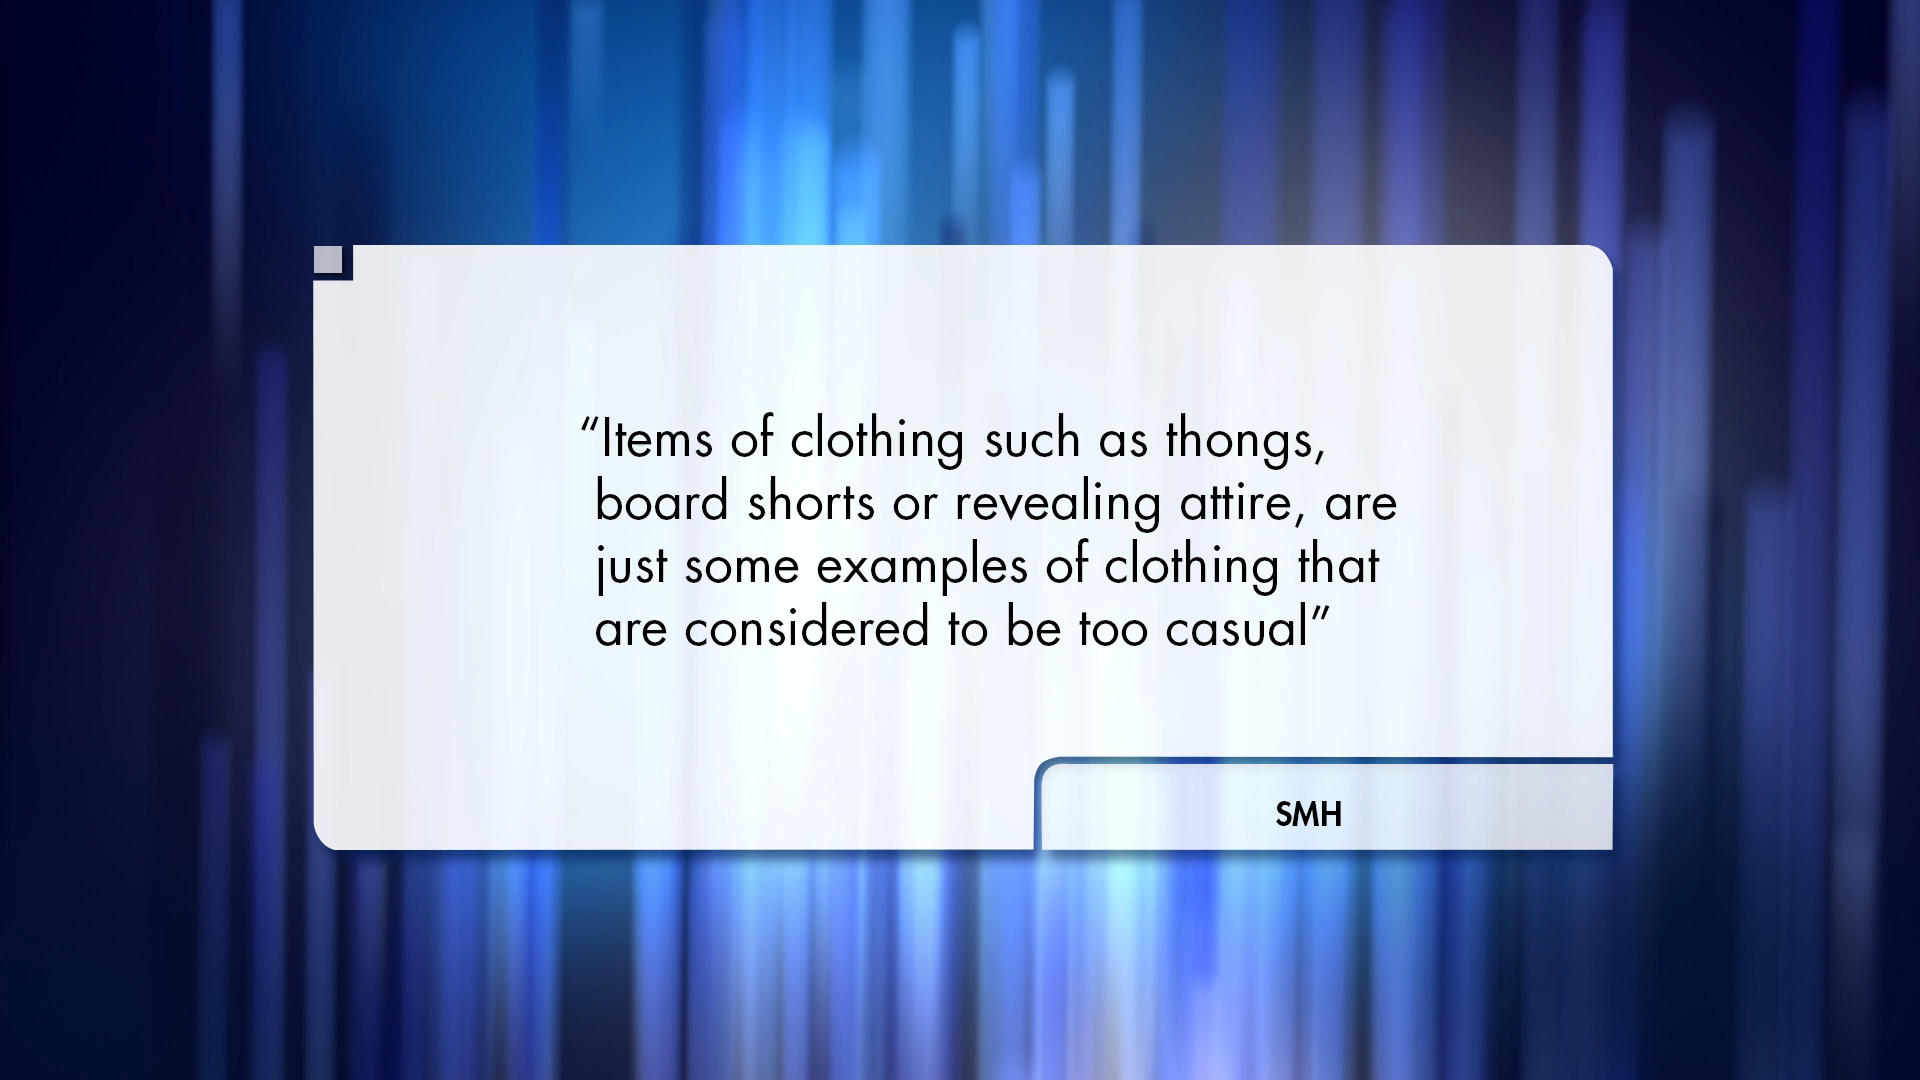 “Items of clothing such as thongs,
board shorts or revealing attire, are
just some examples of clothing that
are considered to be too casual”
SMH